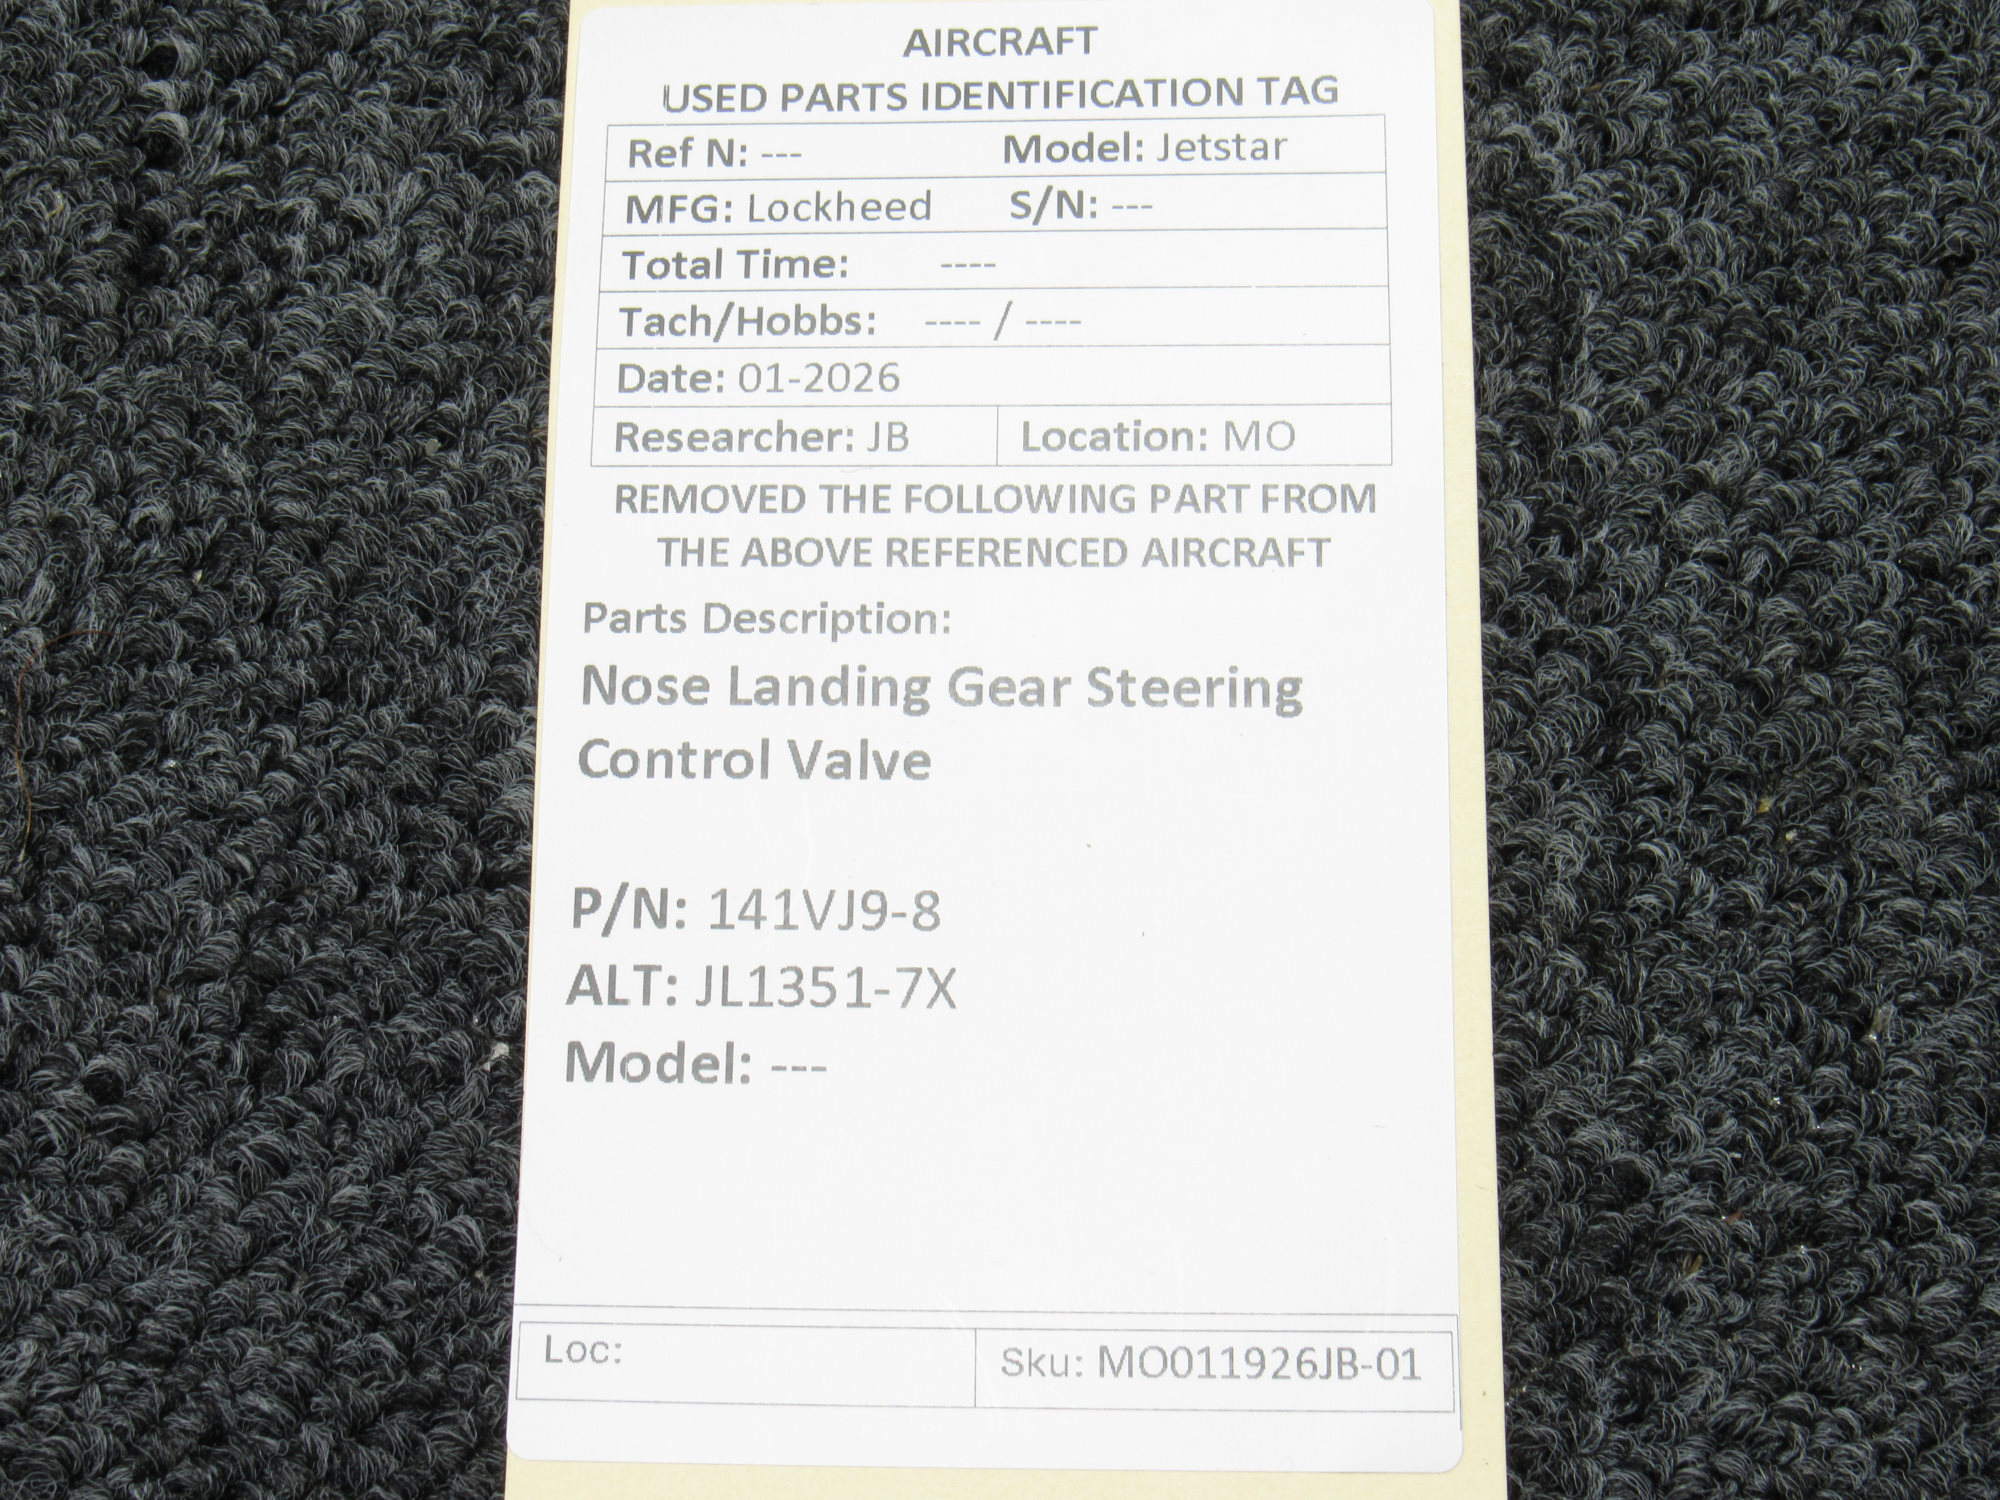 AIRCRAFT
USED PARTS IDENTIFICATION TAG
Ref N: --- Model: Jetstar
MFG: Lockheed S/N: ---
Total Time: ----
Tach/Hobbs: ---- / ----
Date: 01-2026
Researcher: JB Location: MO
REMOVED THE FOLLOWING PART FROM
THE ABOVE REFERENCED AIRCRAFT
Parts Description:
Nose Landing Gear Steering
Control Valve
P/N: 141VJ9-8
ALT: JL1351-7X
Model: ---
Loc: Sku: MO011926JB-01